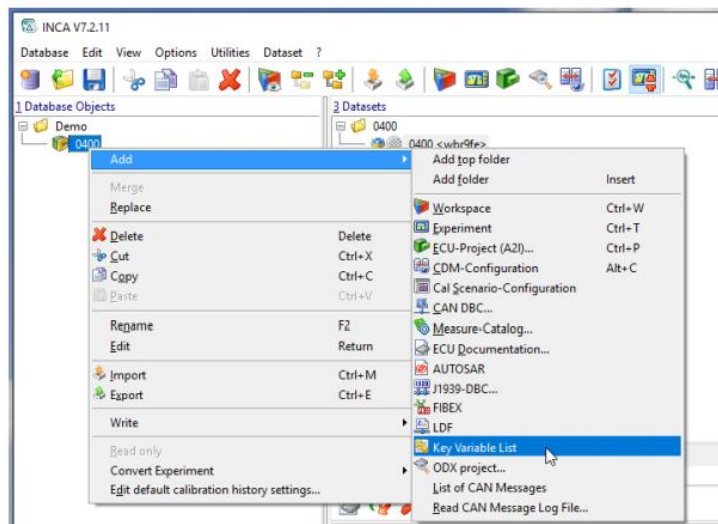 INCA V7.2.11
Database Edit View Options Utilities Dataset ?
1 Database Objects
Demo
0400
3 Datasets
0400
0400 <wbr9fe>
Add
Merge
Replace
Delete Delete
Cut Ctrl+X
Copy Ctrl+C
Paste Ctrl+V
Rename F2
Edit Return
Import Ctrl+M
Export Ctrl+E
Write
Read only
Convert Experiment
Edit default calibration history settings...
Add top folder
Add folder Insert
Workspace Ctrl+W
Experiment Ctrl+T
ECU-Project (A2l)... Ctrl+P
CDM-Configuration Alt+C
Cal Scenario-Configuration
CAN DBC...
Measure-Catalog...
ECU Documentation...
AUTOSAR
J1939-DBC...
FIBEX
LDF
Key Variable List
ODX project...
List of CAN Messages
Read CAN Message Log File...